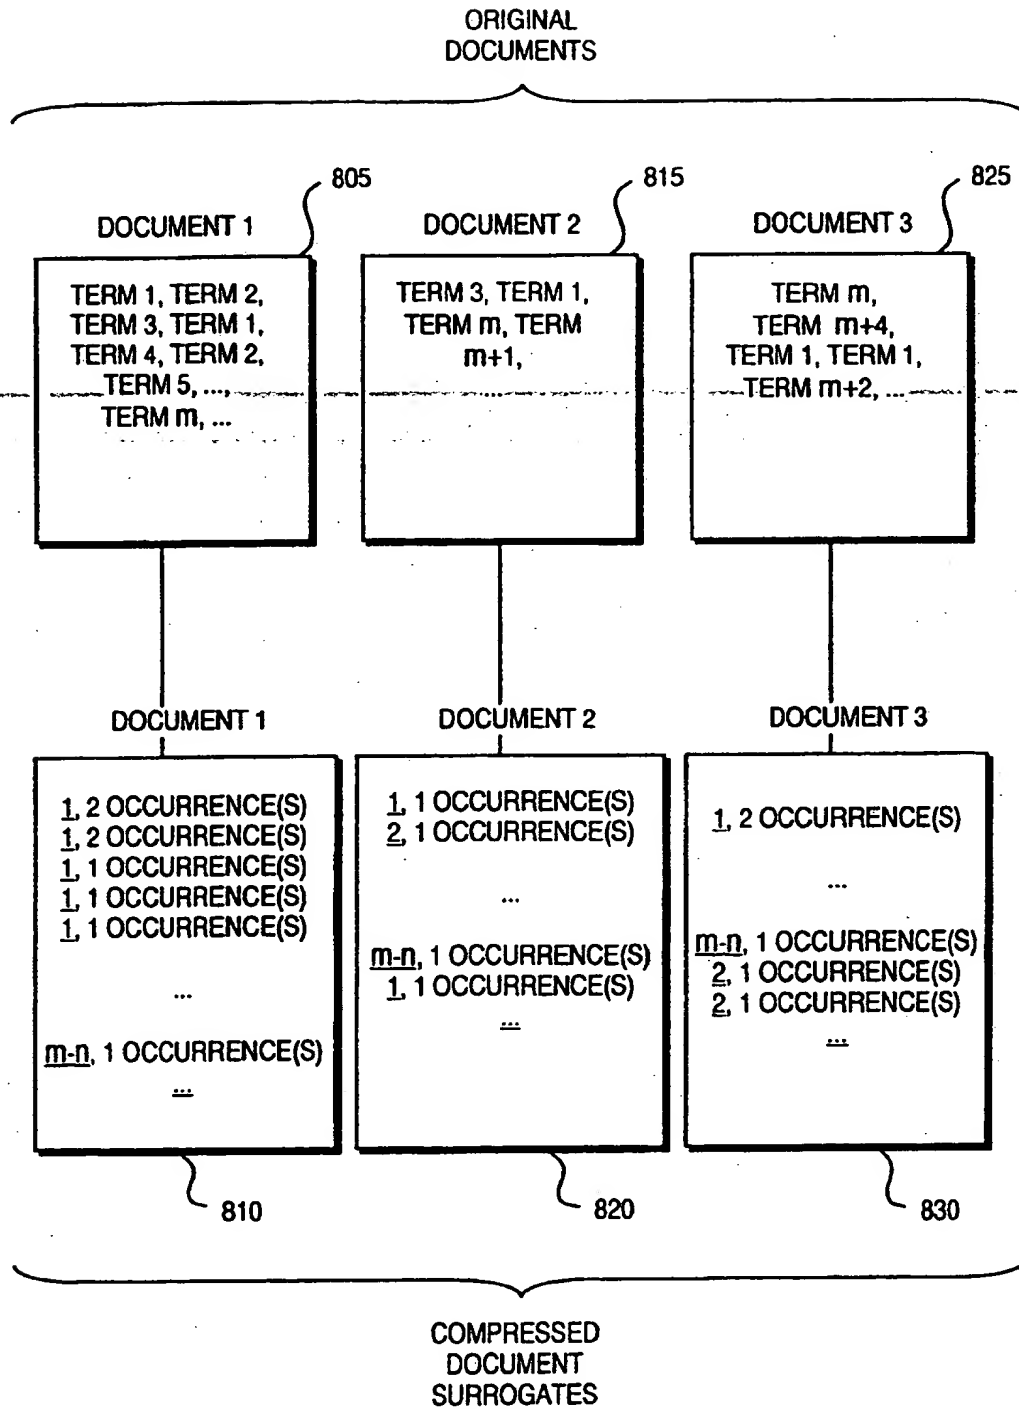 ORIGINAL
DOCUMENTS
805
815
825
DOCUMENT 1
DOCUMENT 2
DOCUMENT 3
TERM 1, TERM 2,
TERM 3, TERM 1,
TERM 4, TERM 2,
TERM 5, ...,
TERM m, ...
TERM 3, TERM 1,
TERM m, TERM
m+1,
...
TERM m,
TERM m+4,
TERM 1, TERM 1,
TERM m+2, ...
DOCUMENT 1
DOCUMENT 2
DOCUMENT 3
1, 2 OCCURRENCE(S)
1, 2 OCCURRENCE(S)
1, 1 OCCURRENCE(S)
1, 1 OCCURRENCE(S)
1, 1 OCCURRENCE(S)
...
m-n, 1 OCCURRENCE(S)
...
1, 1 OCCURRENCE(S)
2, 1 OCCURRENCE(S)
...
m-n, 1 OCCURRENCE(S)
1, 1 OCCURRENCE(S)
...
1, 2 OCCURRENCE(S)
...
m-n, 1 OCCURRENCE(S)
2, 1 OCCURRENCE(S)
2, 1 OCCURRENCE(S)
...
810
820
830
COMPRESSED
DOCUMENT
SURROGATES